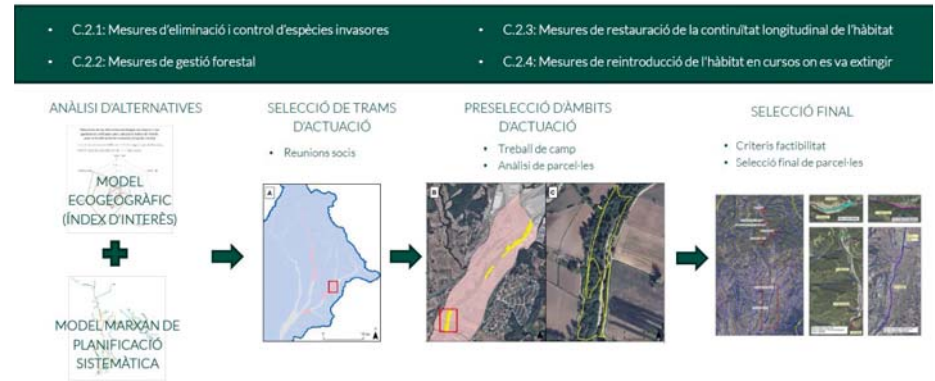 • C.2.1: Mesures d'eliminació i control d'espècies invasores
• C.2.2: Mesures de gestió forestal
• C.2.3: Mesures de restauració de la continuïtat longitudinal de l'hàbitat
• C.2.4: Mesures de reintroducció de l'hàbitat en cursos on es va extingir
ANÀLISI D'ALTERNATIVES
MODEL
ECOGEOGRÀFIC
(ÍNDEX D'INTERÈS)
MODEL MARXAN DE
PLANIFICACIÓ
SISTEMÀTICA
SELECCIÓ DE TRAMS
D'ACTUACIÓ
• Reunions socis
A
PRESELECCIÓ D'ÀMBITS
D'ACTUACIÓ
• Treball de camp
• Anàlisi de parcel·les
B
C
SELECCIÓ FINAL
• Criteris factibilitat
• Selecció final de parcel·les